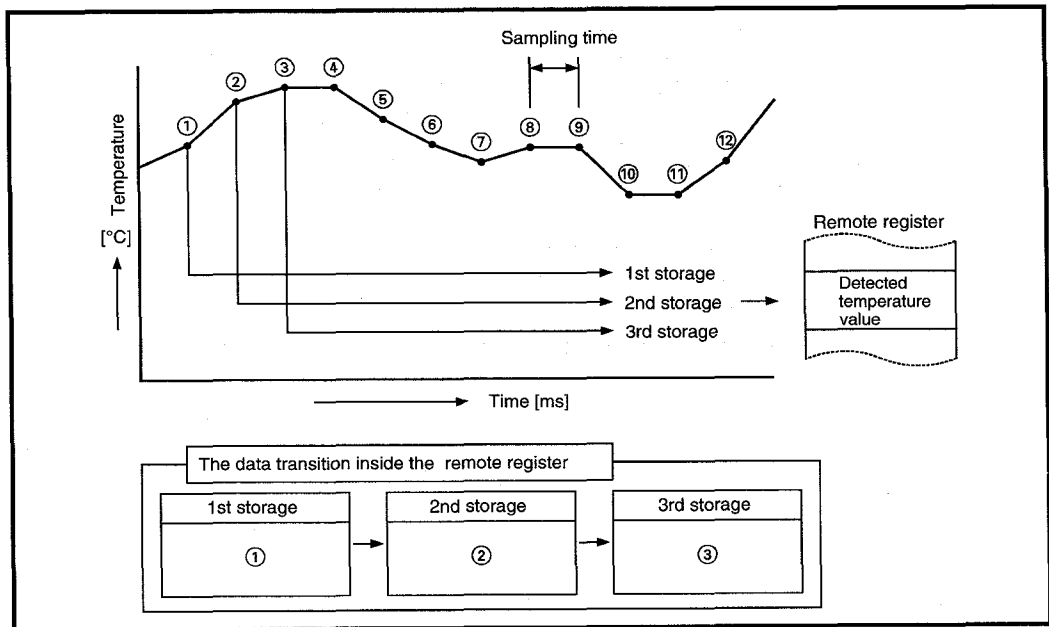 Sampling time
① ② ③ ④ ⑤ ⑥ ⑦ ⑧ ⑨ ⑩ ⑪ ⑫
Temperature
[°C]
Remote register
1st storage
2nd storage
3rd storage
Detected
temperature
value
Time [ms]
The data transition inside the remote register
1st storage
①
2nd storage
②
3rd storage
③